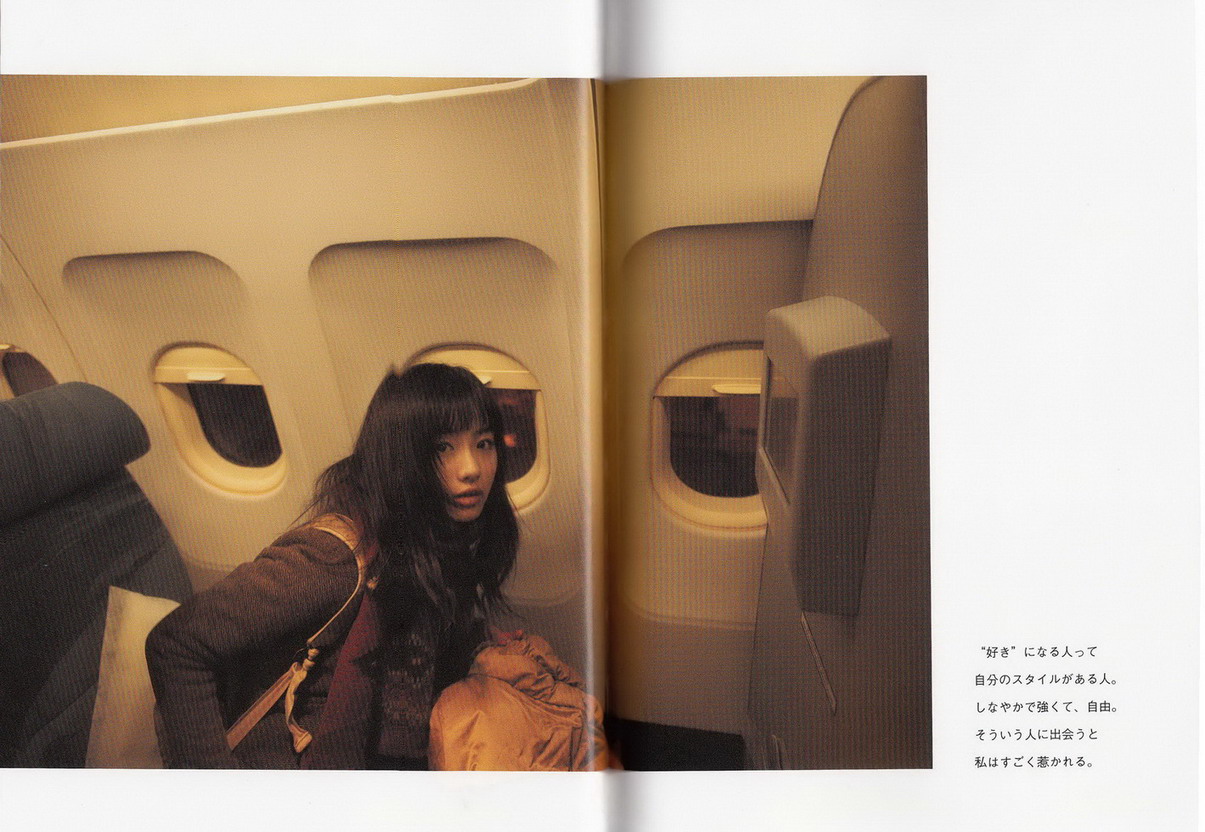 “好き”になる人って
自分のスタイルがある人。
しなやかで強くて、自由。
そういう人に出会うと
私はすごく惹かれる。